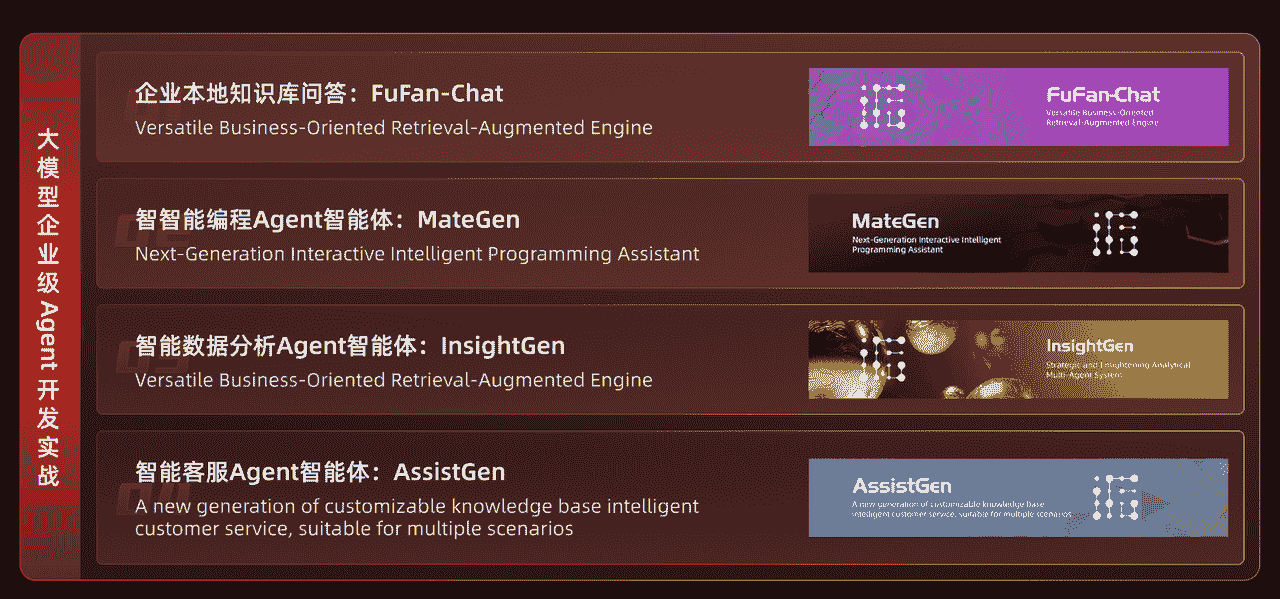 大模型企业级Agent开发实战
企业本地知识库问答：FuFan-Chat
Versatile Business-Oriented Retrieval-Augmented Engine
FuFan-Chat
Versatile Business-Oriented
Retrieval-Augmented Engine
智智能编程Agent智能体：MateGen
Next-Generation Interactive Intelligent Programming Assistant
MateGen
Next-Generation Interactive Intelligent
Programming Assistant
智能数据分析Agent智能体：InsightGen
Versatile Business-Oriented Retrieval-Augmented Engine
InsightGen
Strategic and Enlightening Analytical
Multi-Agent System
智能客服Agent智能体：AssistGen
A new generation of customizable knowledge base intelligent
customer service, suitable for multiple scenarios
AssistGen
A new generation of customizable knowledge base
intelligent customer service, suitable for multiple scenarios